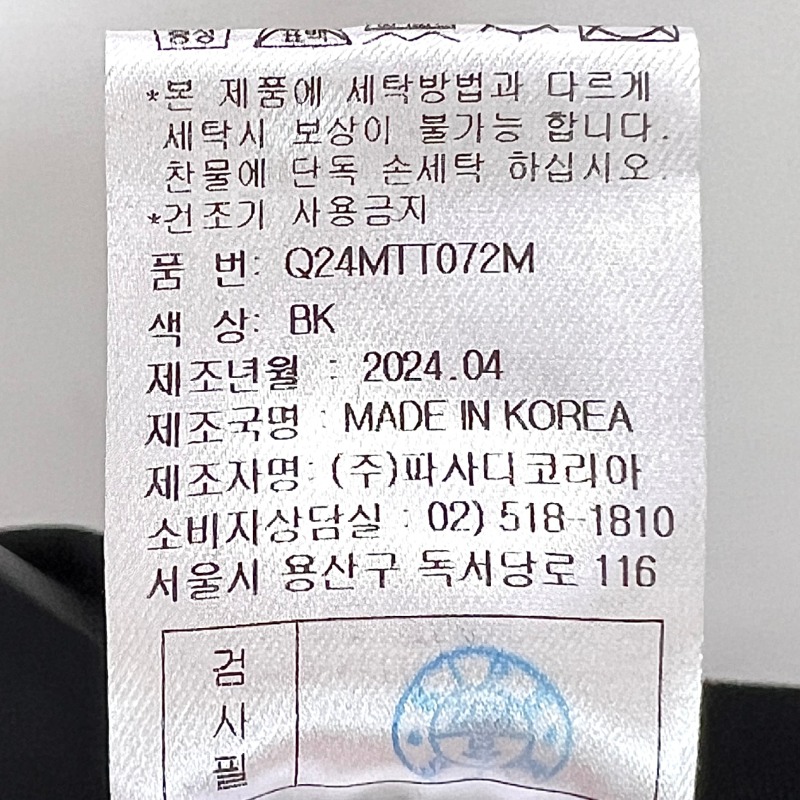 중성
표백
*본 제품에 세탁방법과 다르게
세탁시 보상이 불가능 합니다.
찬물에 단독 손세탁 하십시오.
*건조기 사용금지
품 번: Q24MTT072M
색 상: BK
제조년월 : 2024.04
제조국명 : MADE IN KOREA
제조자명: (주)파사디코리아
소비자상담실 : 02) 518-1810
서울시 용산구 독서당로 116
검사필